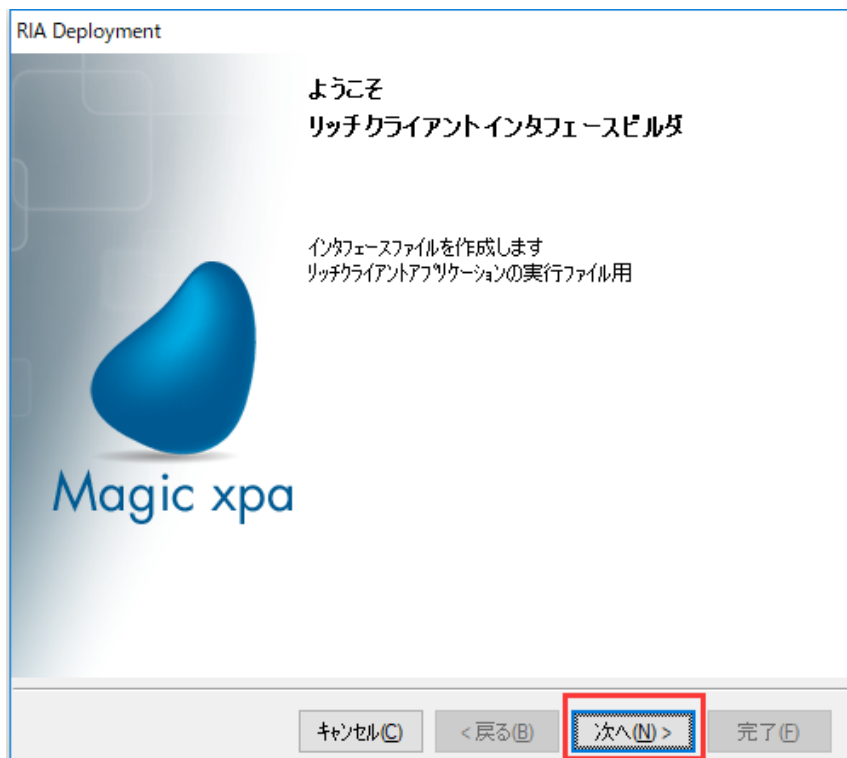 RIA Deployment
ようこそ
リッチクライアントインタフェースビルダ
ｲﾝﾀﾌｪｰｽﾌｧｲﾙを作成します
ﾘｯﾁｸﾗｲｱﾝﾄｱﾌﾟﾘｹｰｼｮﾝの実行ﾌｧｲﾙ用
Magic xpa
ｷｬﾝｾﾙ(C) < 戻る(B) 次へ(N) > 完了(F)